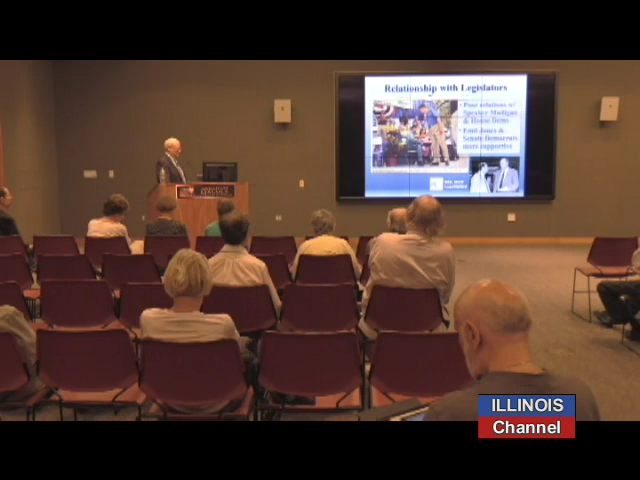 Relationship with Legislators
• Poor relations w/
Speaker Madigan
& House Dems
• Emil Jones &
Senate Democrats
more supportive
ILLINOIS
Channel